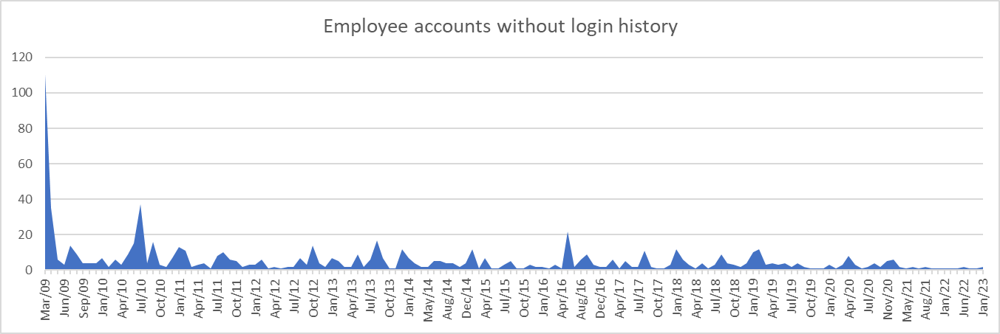 Employee accounts without login history
120
100
80
60
40
20
0
Mar/09
Jun/09
Sep/09
Jan/10
Apr/10
Jul/10
Oct/10
Jan/11
Apr/11
Jul/11
Oct/11
Jan/12
Apr/12
Jul/12
Oct/12
Jan/13
Apr/13
Jul/13
Oct/13
Jan/14
May/14
Aug/14
Dec/14
Apr/15
Jul/15
Oct/15
Jan/16
Apr/16
Aug/16
Dec/16
Apr/17
Jul/17
Oct/17
Jan/18
Apr/18
Jul/18
Oct/18
Jan/19
Apr/19
Jul/19
Oct/19
Jan/20
Apr/20
Jul/20
Nov/20
May/21
Aug/21
Jan/22
Jun/22
Jan/23